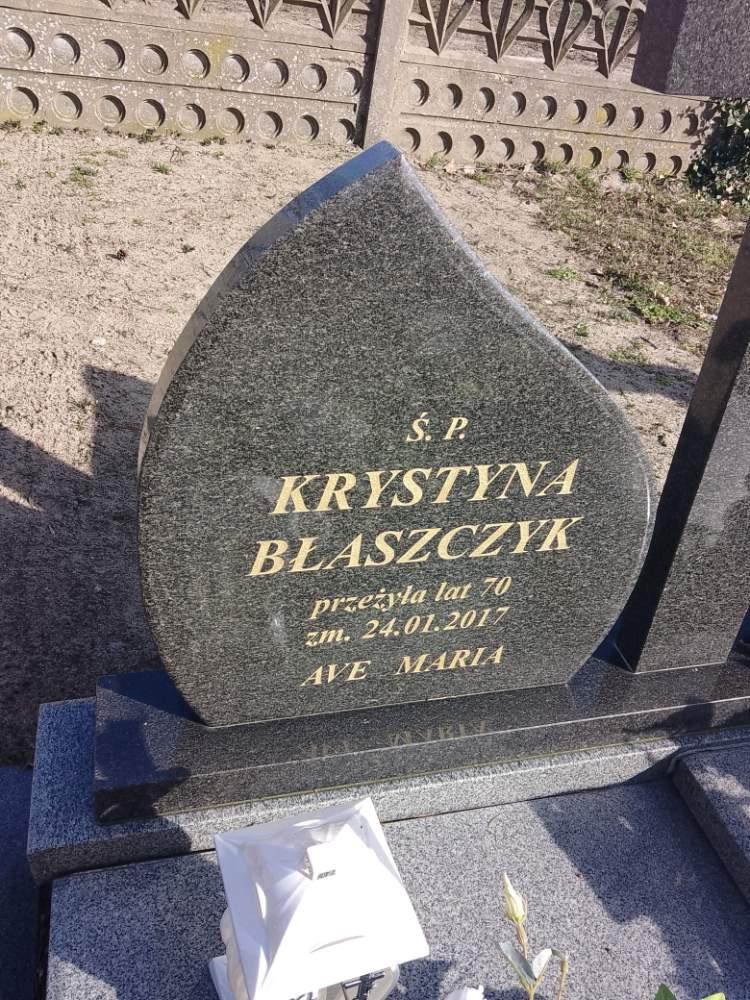 Ś. P.
KRYSTYNA
BŁASZCZYK
przeżyła lat 70
zm. 24.01.2017
AVE MARIA